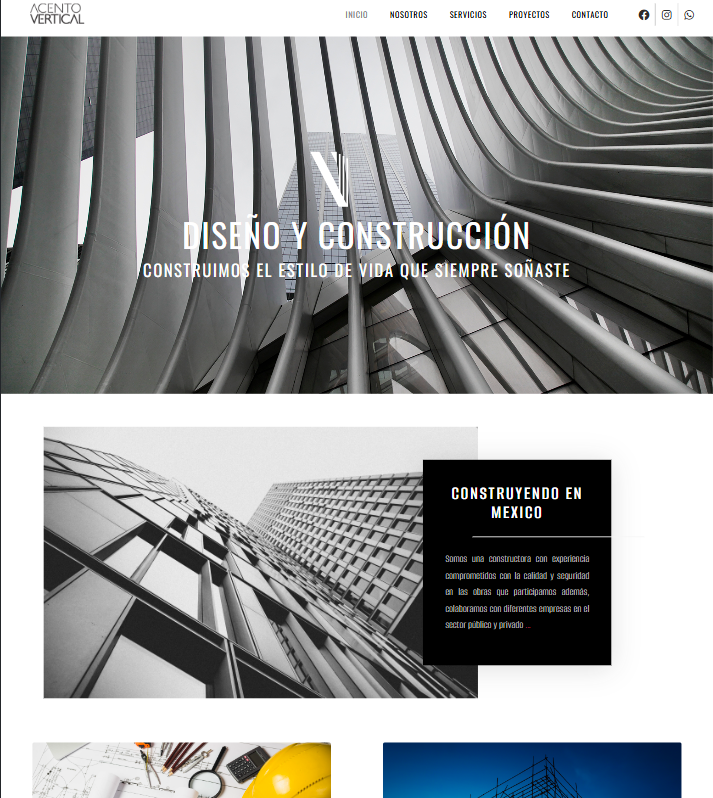 ACENTO
VERTICAL
INICIO NOSOTROS SERVICIOS PROYECTOS CONTACTO
DISEÑO Y CONSTRUCCIÓN
CONSTRUIMOS EL ESTILO DE VIDA QUE SIEMPRE SOÑASTE
CONSTRUYENDO EN
MEXICO
Somos una constructora con experiencia
comprometidos con la calidad y seguridad
en las obras que participamos además,
colaboramos con diferentes empresas en el
sector público y privado ...